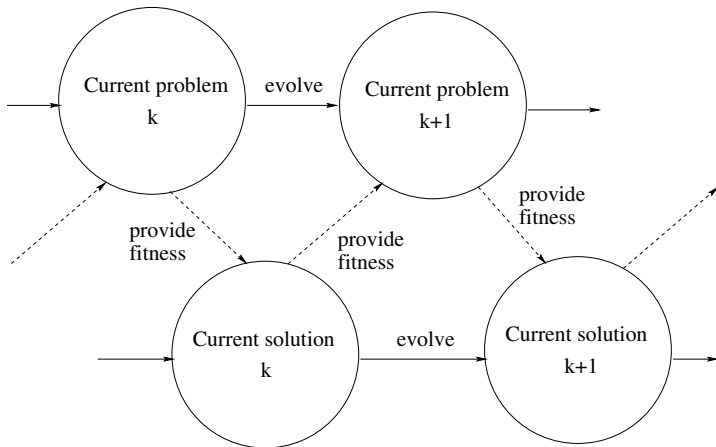 Current problem
k
evolve
Current problem
k+1
provide
fitness
provide
fitness
provide
fitness
Current solution
k
evolve
Current solution
k+1